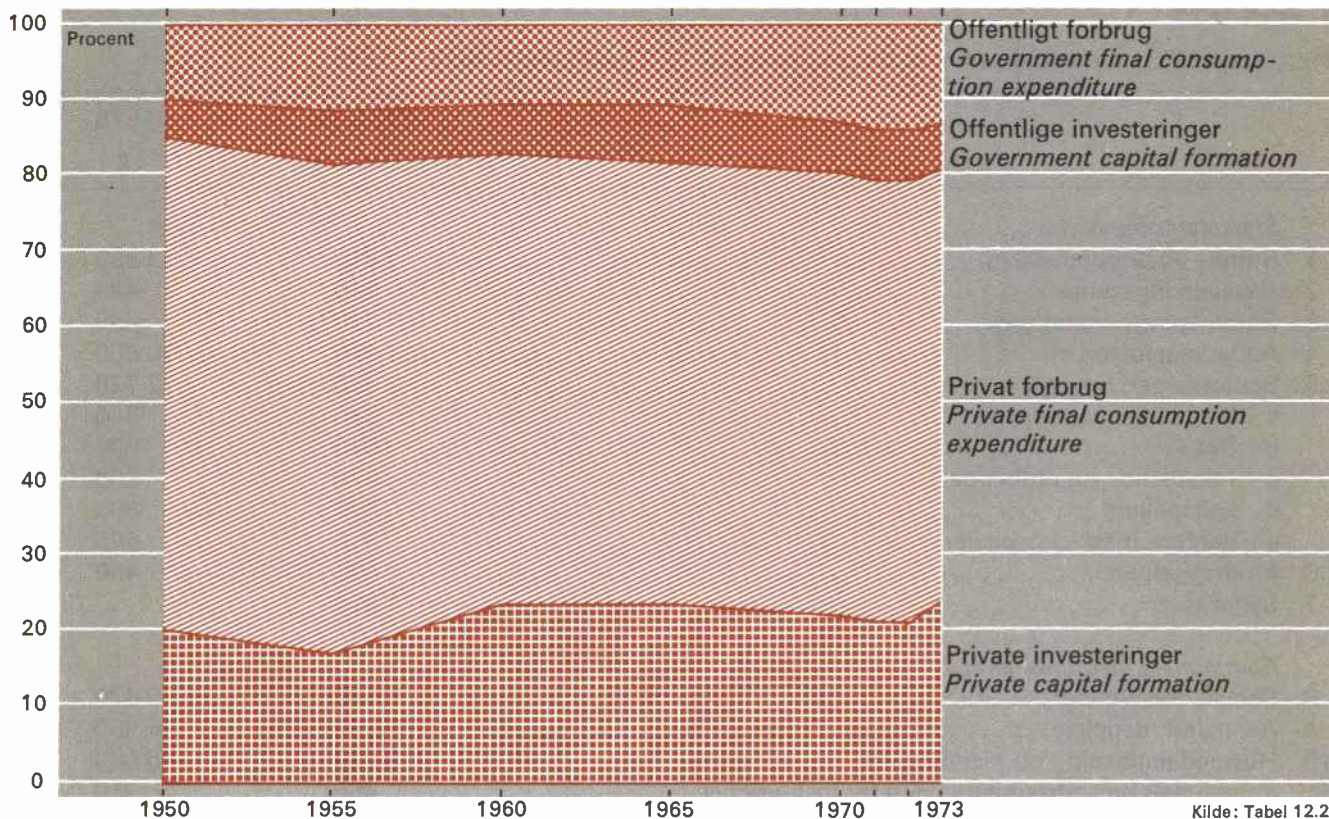 100
Procent
90
80
70
60
50
40
30
20
10
0
Offentligt forbrug
Government final consump-
tion expenditure
Offentlige investeringer
Government capital formation
Privat forbrug
Private final consumption
expenditure
Private investeringer
Private capital formation
1950 1955 1960 1965 1970 1973
Kilde: Tabel 12.2